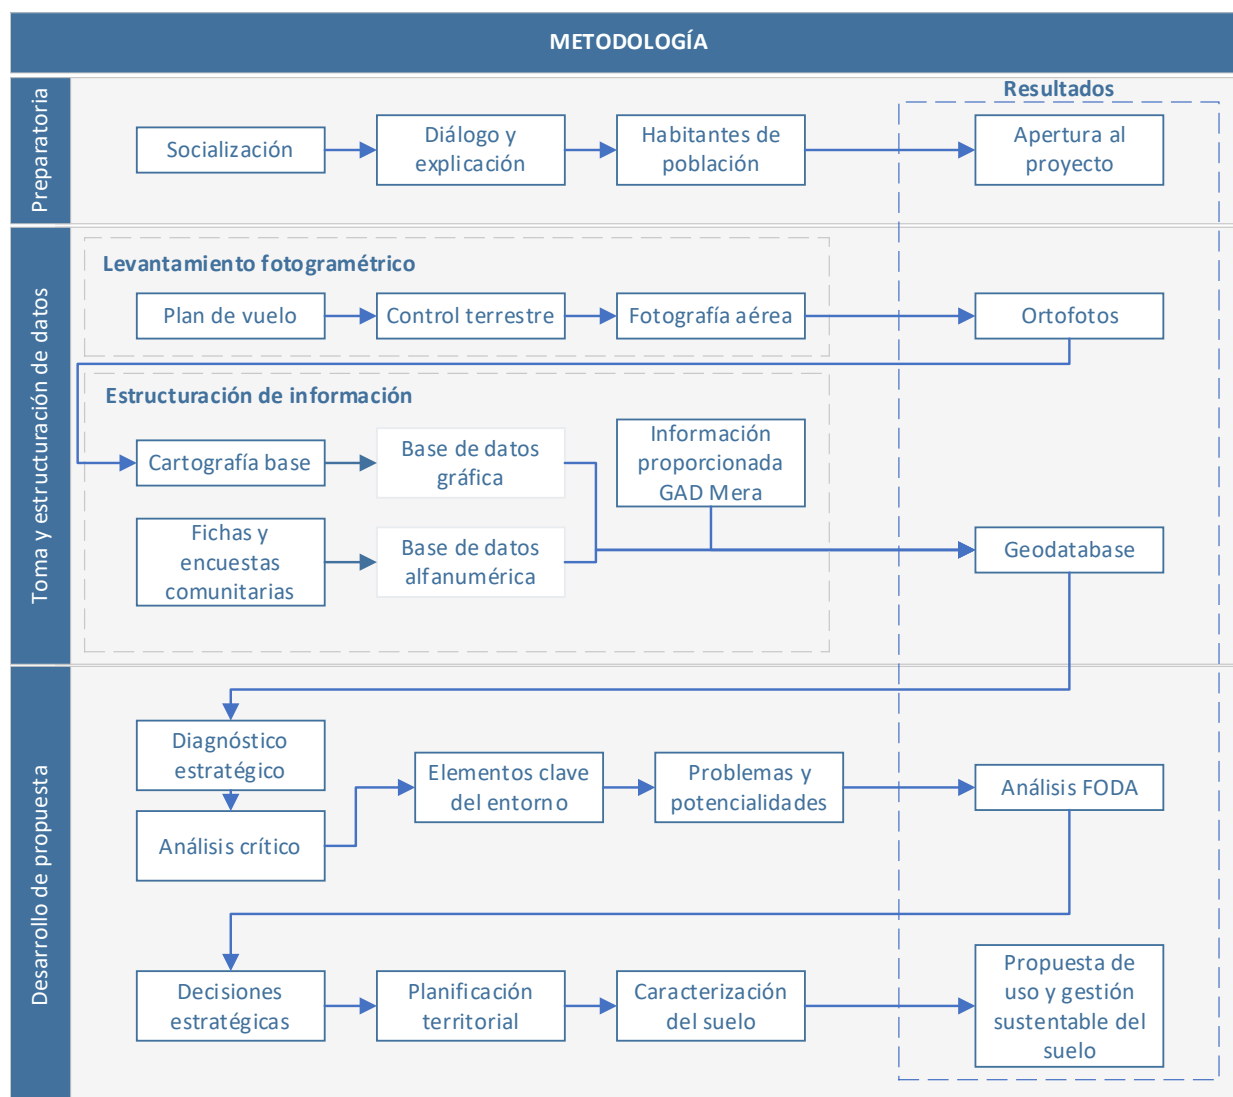 METODOLOGÍA
Preparatoria
Resultados
Socialización
Diálogo y
explicación
Habitantes de
población
Apertura al
proyecto
Toma y estructuración de datos
Levantamiento fotogramétrico
Plan de vuelo
Control terrestre
Fotografía aérea
Ortofotos
Estructuración de información
Cartografía base
Base de datos
gráfica
Información
proporcionada
GAD Mera
Fichas y
encuestas
comunitarias
Base de datos
alfanumérica
Geodatabase
Desarrollo de propuesta
Diagnóstico
estratégico
Análisis crítico
Elementos clave
del entorno
Problemas y
potencialidades
Análisis FODA
Decisiones
estratégicas
Planificación
territorial
Caracterización
del suelo
Propuesta de
uso y gestión
sustentable del
suelo